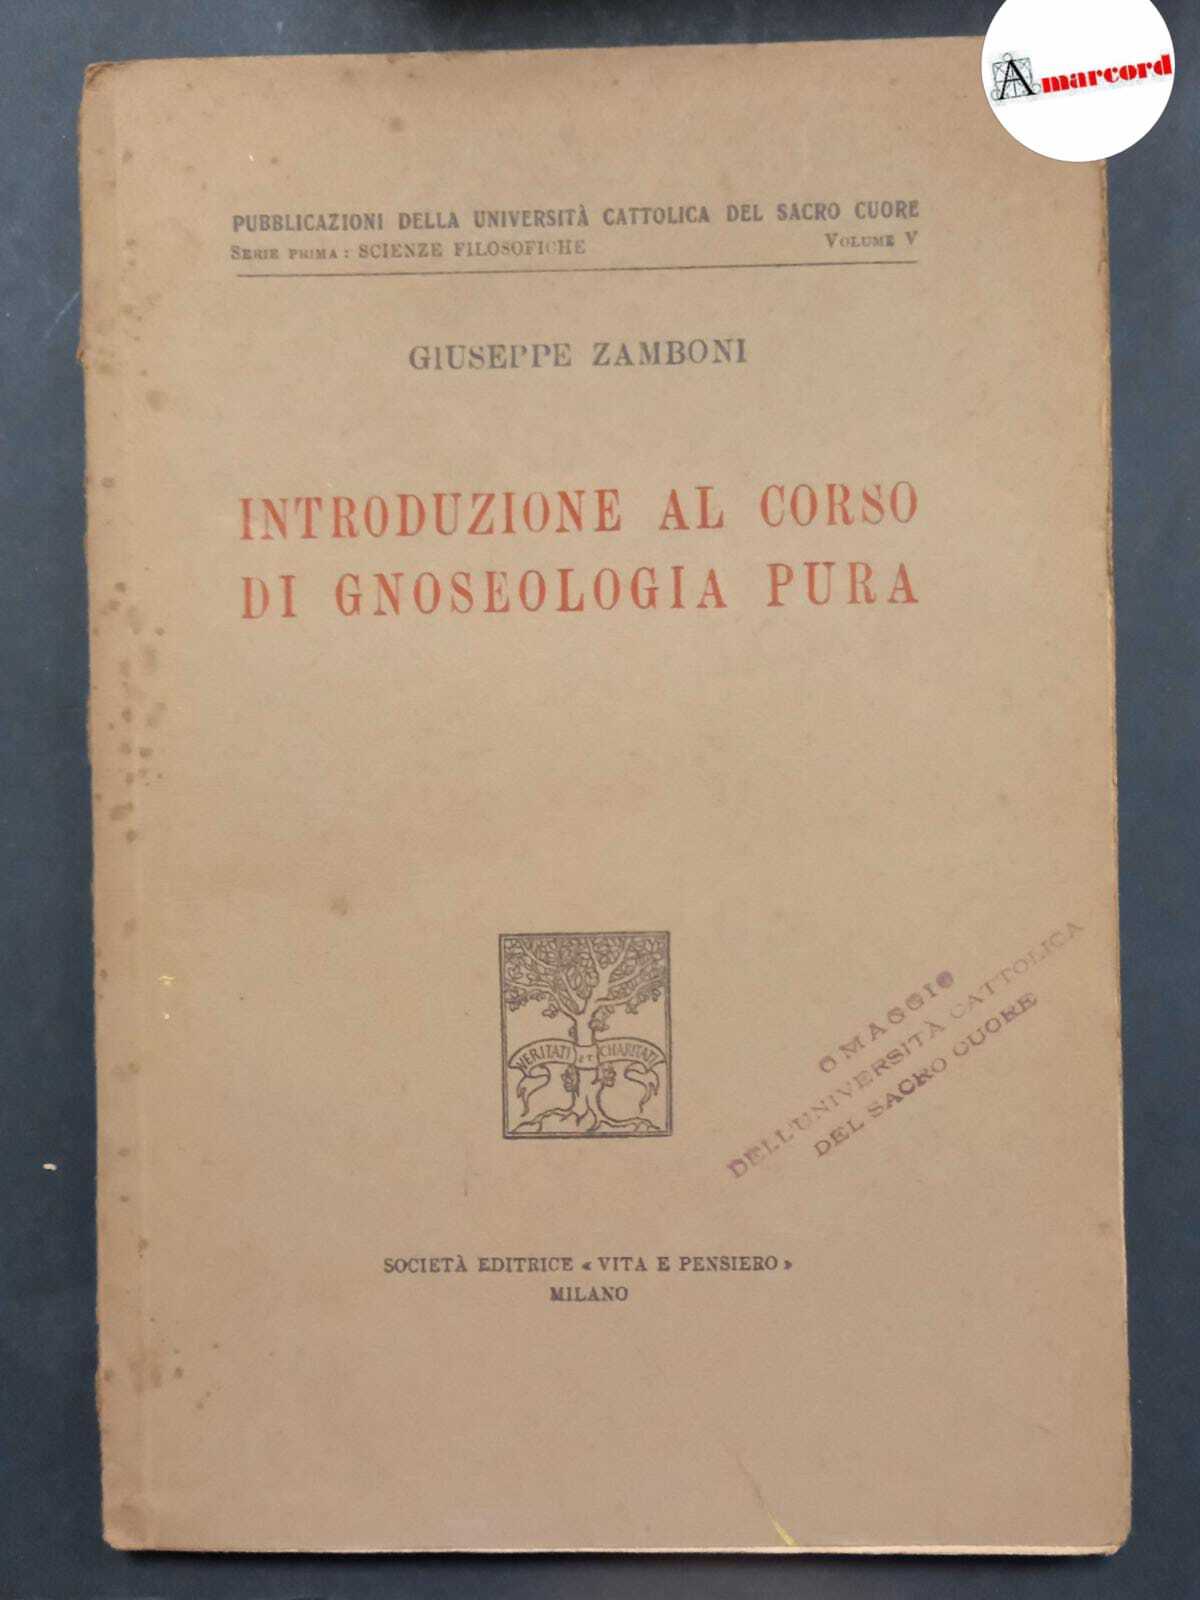 Amarcord
PUBBLICAZIONI DELLA UNIVERSITÀ CATTOLICA DEL SACRO CUORE
SERIE PRIMA: SCIENZE FILOSOFICHE VOLUME V
GIUSEPPE ZAMBONI
INTRODUZIONE AL CORSO
DI GNOSEOLOGIA PURA
VERITATI ET CHARITATI
OMAGGIO
DELL'UNIVERSITÀ CATTOLICA
DEL SACRO CUORE
SOCIETÀ EDITRICE « VITA E PENSIERO »
MILANO